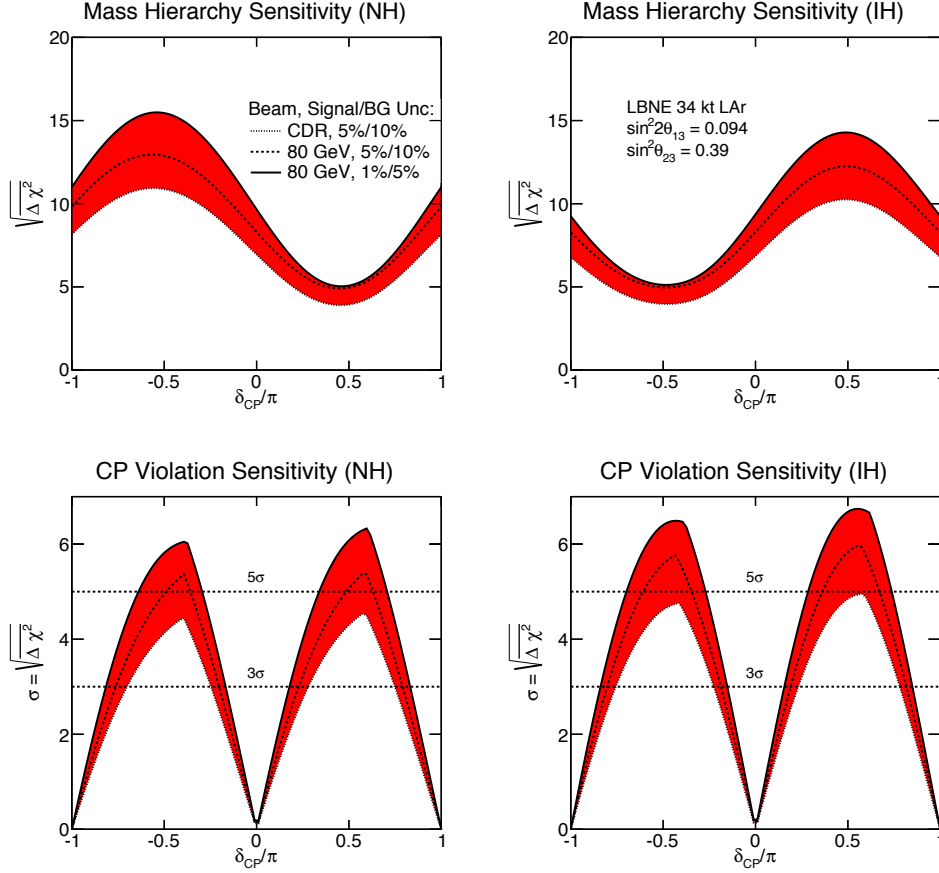 Mass Hierarchy Sensitivity (NH)
20
15
10
5
0
√Δχ²
Beam, Signal/BG Unc:
CDR, 5%/10%
80 GeV, 5%/10%
80 GeV, 1%/5%
-1 -0.5 0 0.5 1
δCP/π
Mass Hierarchy Sensitivity (IH)
20
15
10
5
0
√Δχ²
LBNE 34 kt LAr
sin²2θ13 = 0.094
sin²θ23 = 0.39
-1 -0.5 0 0.5 1
δCP/π
CP Violation Sensitivity (NH)
6
4
2
0
σ = √Δχ²
5σ
3σ
-1 -0.5 0 0.5 1
δCP/π
CP Violation Sensitivity (IH)
6
4
2
0
σ = √Δχ²
5σ
3σ
-1 -0.5 0 0.5 1
δCP/π